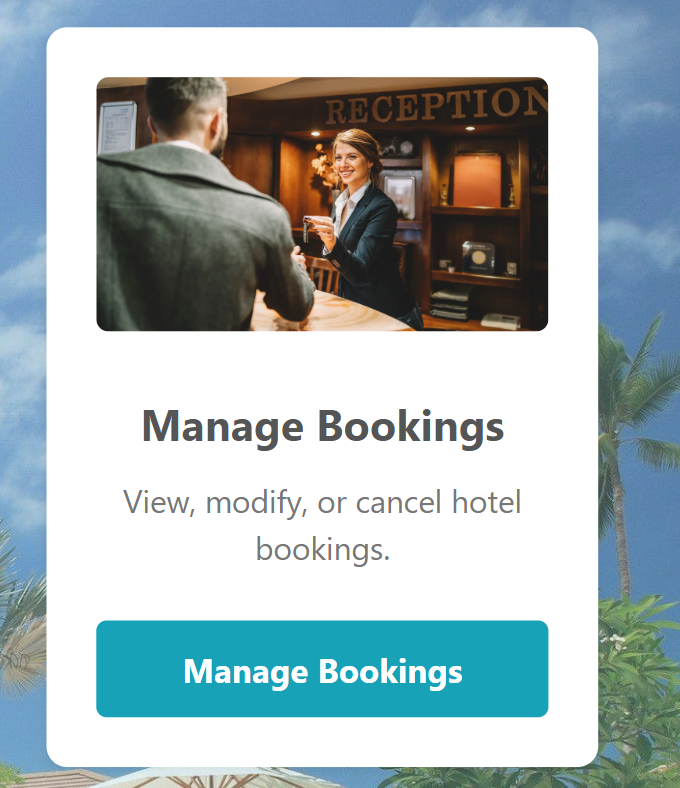 RECEPTION
Manage Bookings
View, modify, or cancel hotel
bookings.
Manage Bookings